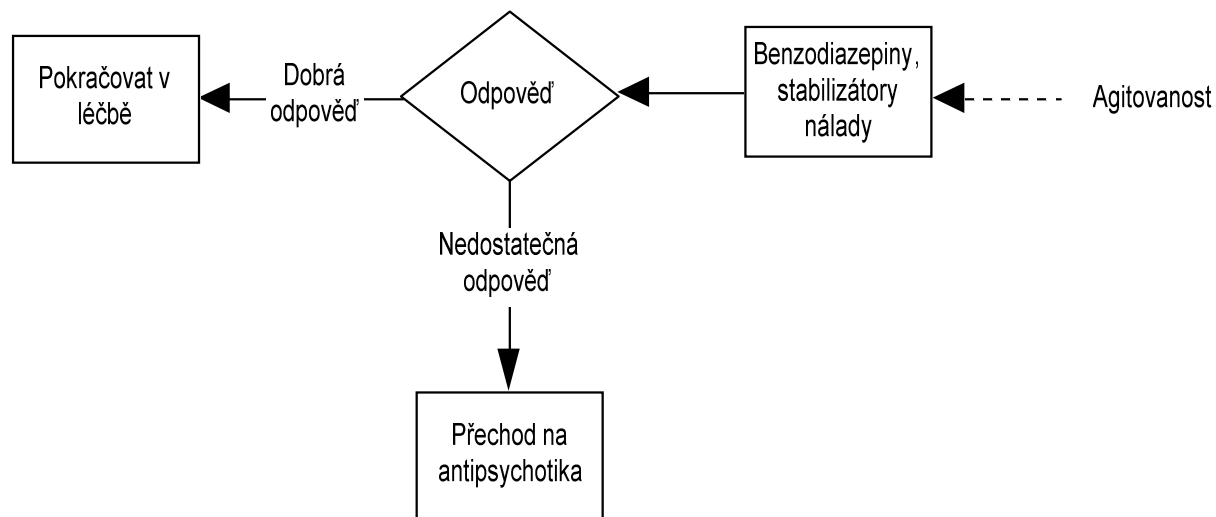 Pokračovat v
léčbě
Dobrá
odpověď
Odpověď
Benzodiazepiny,
stabilizátory
nálady
Agitovanost
Nedostatečná
odpověď
Přechod na
antipsychotika